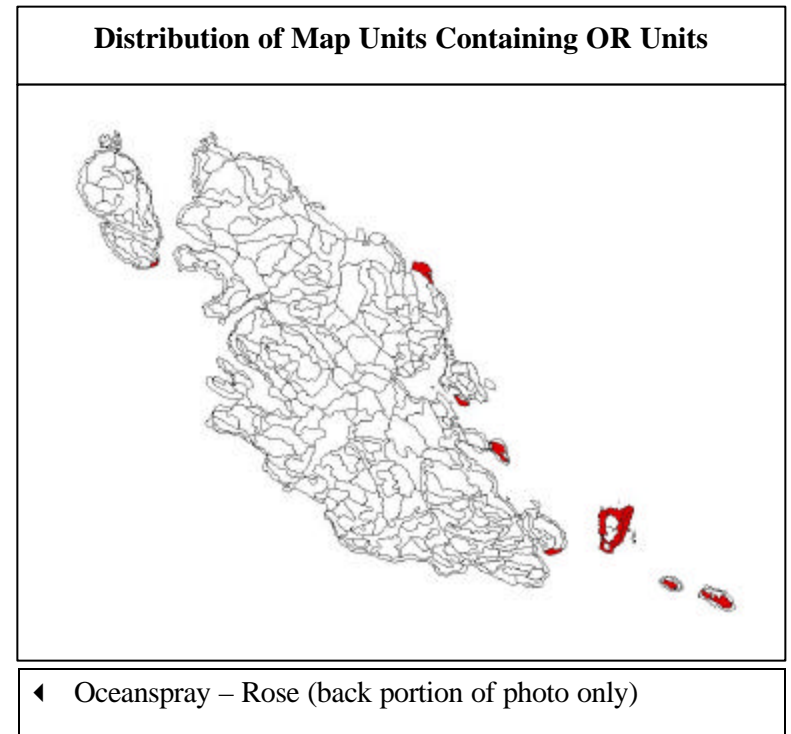 Distribution of Map Units Containing OR Units
Oceanspray – Rose (back portion of photo only)